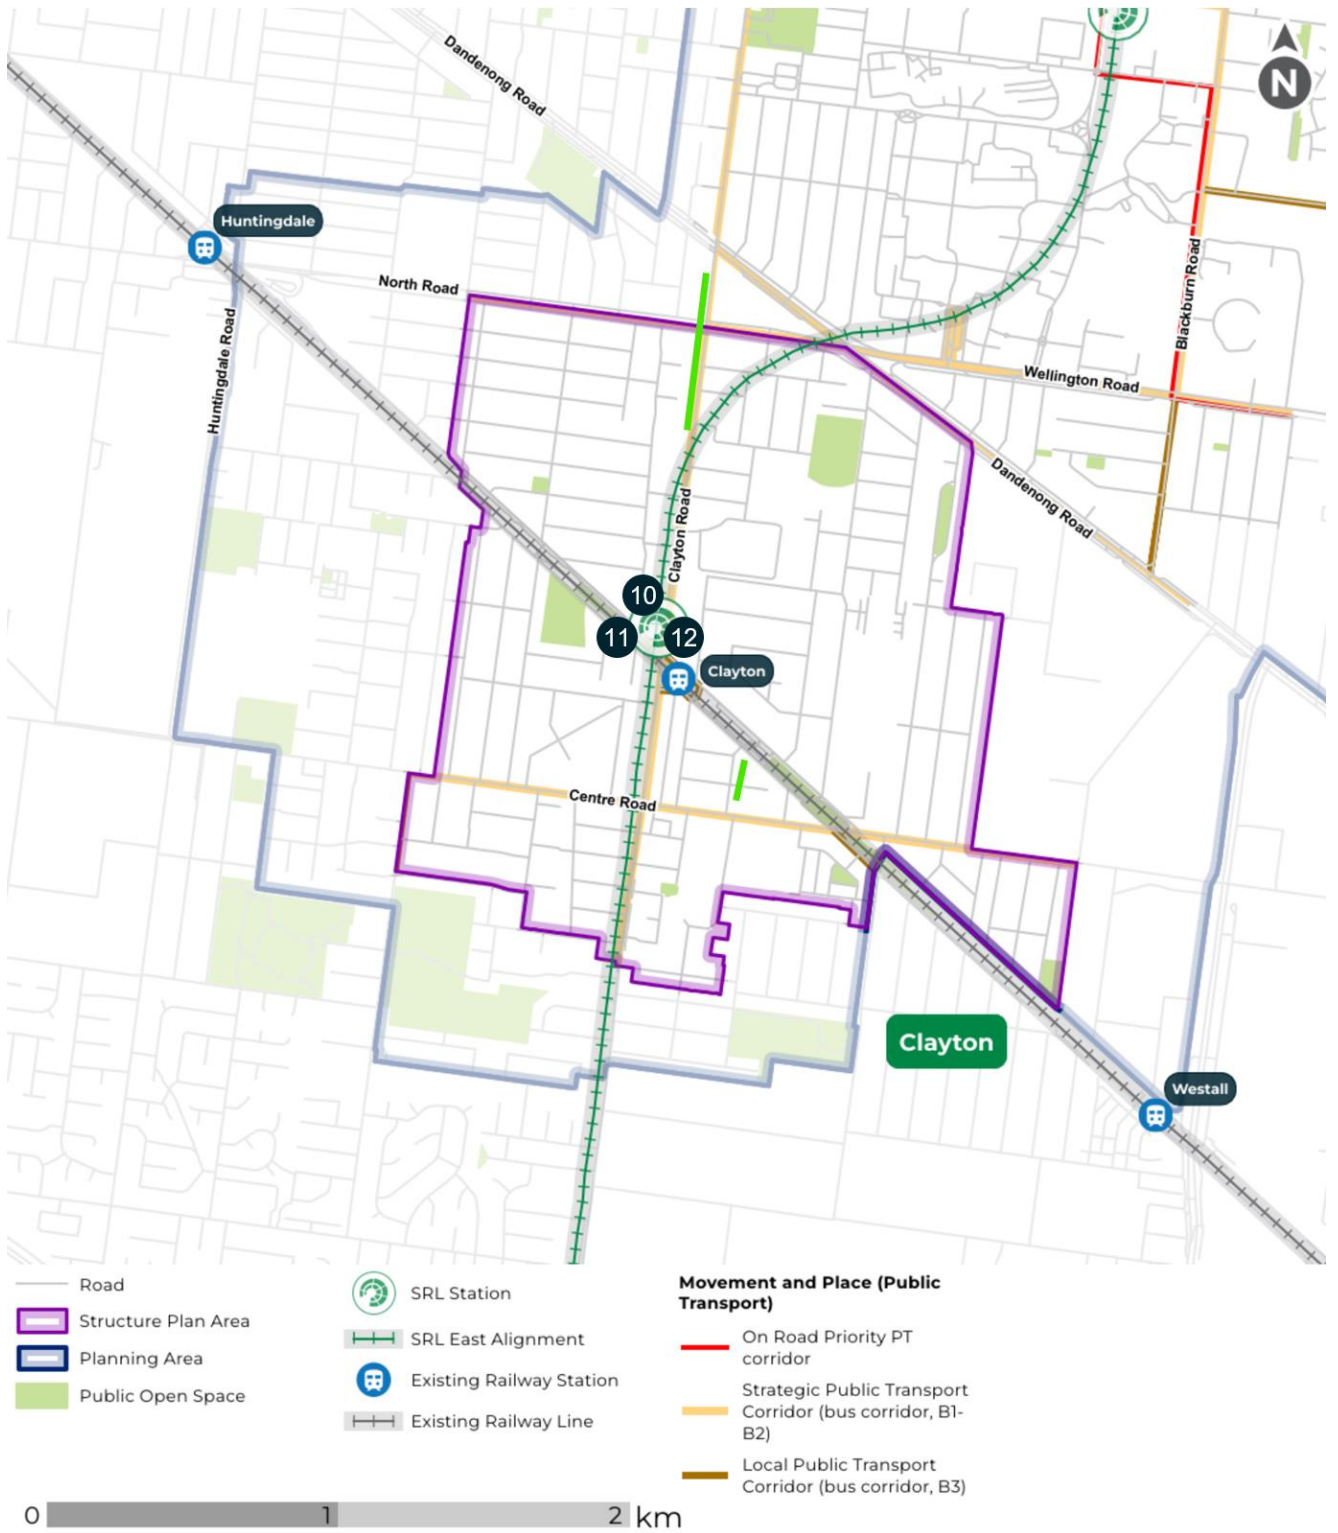 Dandenong Road
N
Huntingdale
North Road
Huntingdale Road
Blackburn Road
Wellington Road
Dandenong Road
Clayton Road
10
11
12
Clayton
Centre Road
Clayton
Westall
Road
Structure Plan Area
Planning Area
Public Open Space
SRL Station
SRL East Alignment
Existing Railway Station
Existing Railway Line
Movement and Place (Public
Transport)
On Road Priority PT
corridor
Strategic Public Transport
Corridor (bus corridor, B1-
B2)
Local Public Transport
Corridor (bus corridor, B3)
0 1 2 km